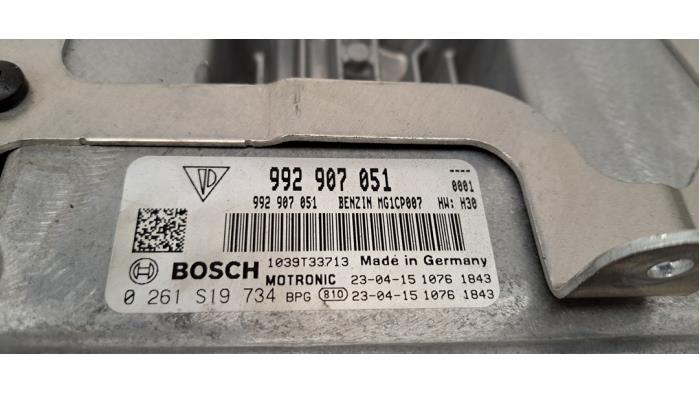 992 907 051 ----
0001
992 907 051 BENZIN MG1CP007 HW: H30
1039T33713 Made in Germany
BOSCH MOTRONIC 23-04-15 1076 1843
0 261 S19 734 BPG 810 23-04-15 1076 1843